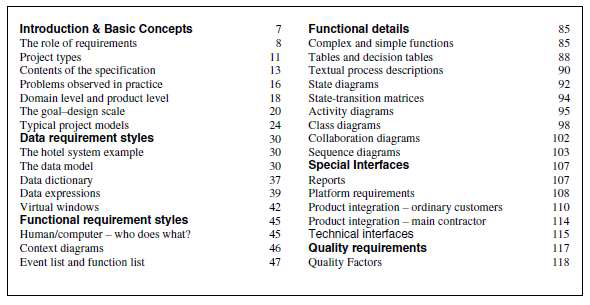 Introduction & Basic Concepts 7
The role of requirements 8
Project types 11
Contents of the specification 13
Problems observed in practice 16
Domain level and product level 18
The goal–design scale 20
Typical project models 24
Data requirement styles 30
The hotel system example 30
The data model 30
Data dictionary 37
Data expressions 39
Virtual windows 42
Functional requirement styles 45
Human/computer – who does what? 45
Context diagrams 46
Event list and function list 47
Functional details 85
Complex and simple functions 85
Tables and decision tables 88
Textual process descriptions 90
State diagrams 92
State-transition matrices 94
Activity diagrams 95
Class diagrams 98
Collaboration diagrams 102
Sequence diagrams 103
Special Interfaces 107
Reports 107
Platform requirements 108
Product integration – ordinary customers 110
Product integration – main contractor 114
Technical interfaces 115
Quality requirements 117
Quality Factors 118